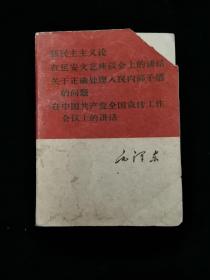 新民主主义论
在延安文艺座谈会上的讲话
关于正确处理人民内部矛盾
的问题
在中国共产党全国宣传工作
会议上的讲话
毛泽东